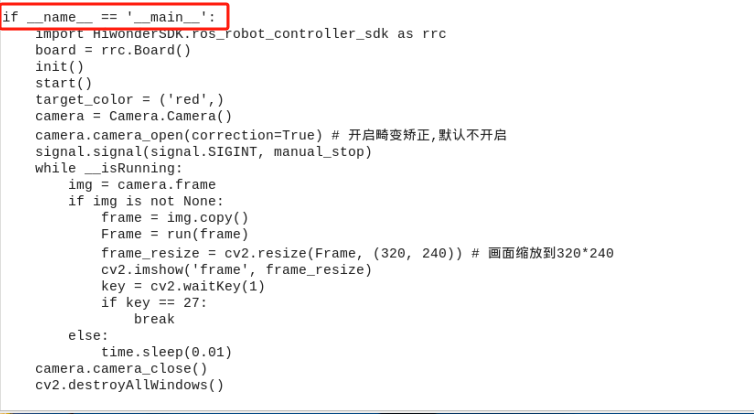 if __name__ == '__main__':
    import HiwonderSDK.ros_robot_controller_sdk as rrc
    board = rrc.Board()
    init()
    start()
    target_color = ('red',)
    camera = Camera.Camera()
    camera.camera_open(correction=True) # 开启畸变矫正,默认不开启
    signal.signal(signal.SIGINT, manual_stop)
    while __isRunning:
        img = camera.frame
        if img is not None:
            frame = img.copy()
            Frame = run(frame)
            frame_resize = cv2.resize(Frame, (320, 240)) # 画面缩放到320*240
            cv2.imshow('frame', frame_resize)
            key = cv2.waitKey(1)
            if key == 27:
                break
        else:
            time.sleep(0.01)
    camera.camera_close()
    cv2.destroyAllWindows()